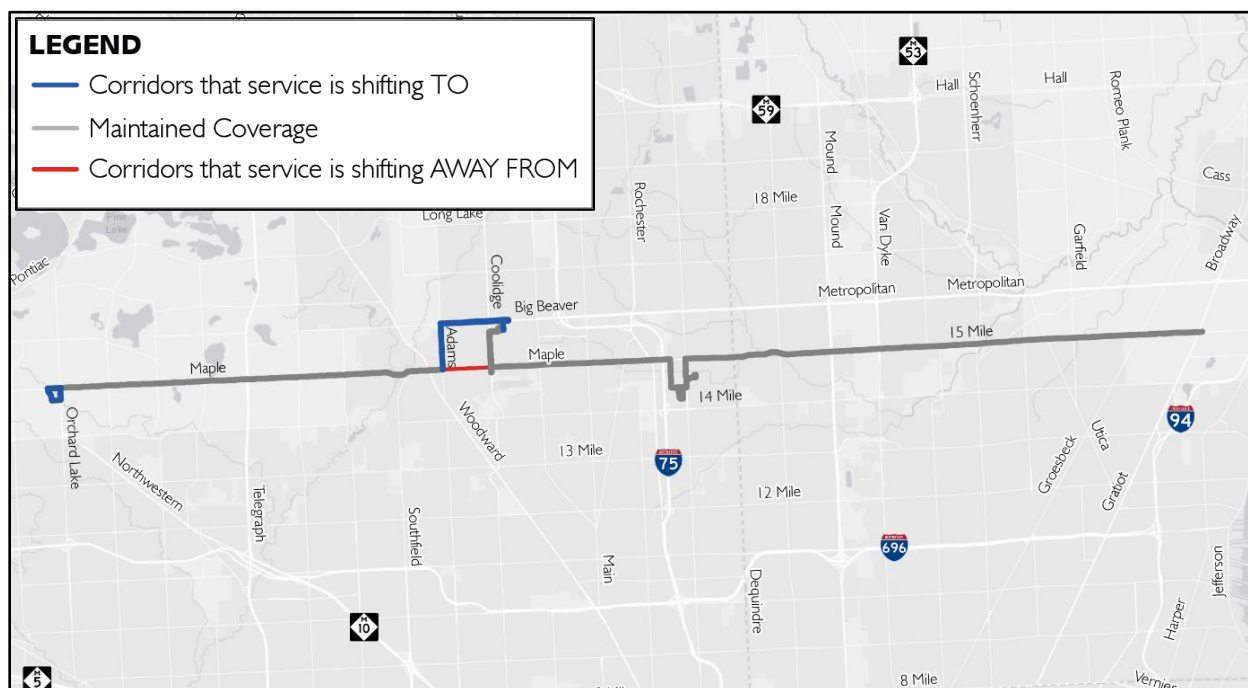 LEGEND
Corridors that service is shifting TO
Maintained Coverage
Corridors that service is shifting AWAY FROM
M
53
Hall
Hall
Schoenherr
Romeo Plank
M
59
Mound
Cass
Rochester
18 Mile
Long Lake
Mound
Van Dyke
Garfield
Broadway
Pine
Lake
Pontiac
Coolidge
Big Beaver
Metropolitan
Metropolitan
Adams
15 Mile
Maple
Maple
14 Mile
Orchard Lake
Woodward
94
Utica
13 Mile
75
Groesbeck
Gratiot
Northwestern
Telegraph
12 Mile
Southfield
696
Main
Dequindre
Jefferson
Harper
M
10
M
5
8 Mile
Vernier